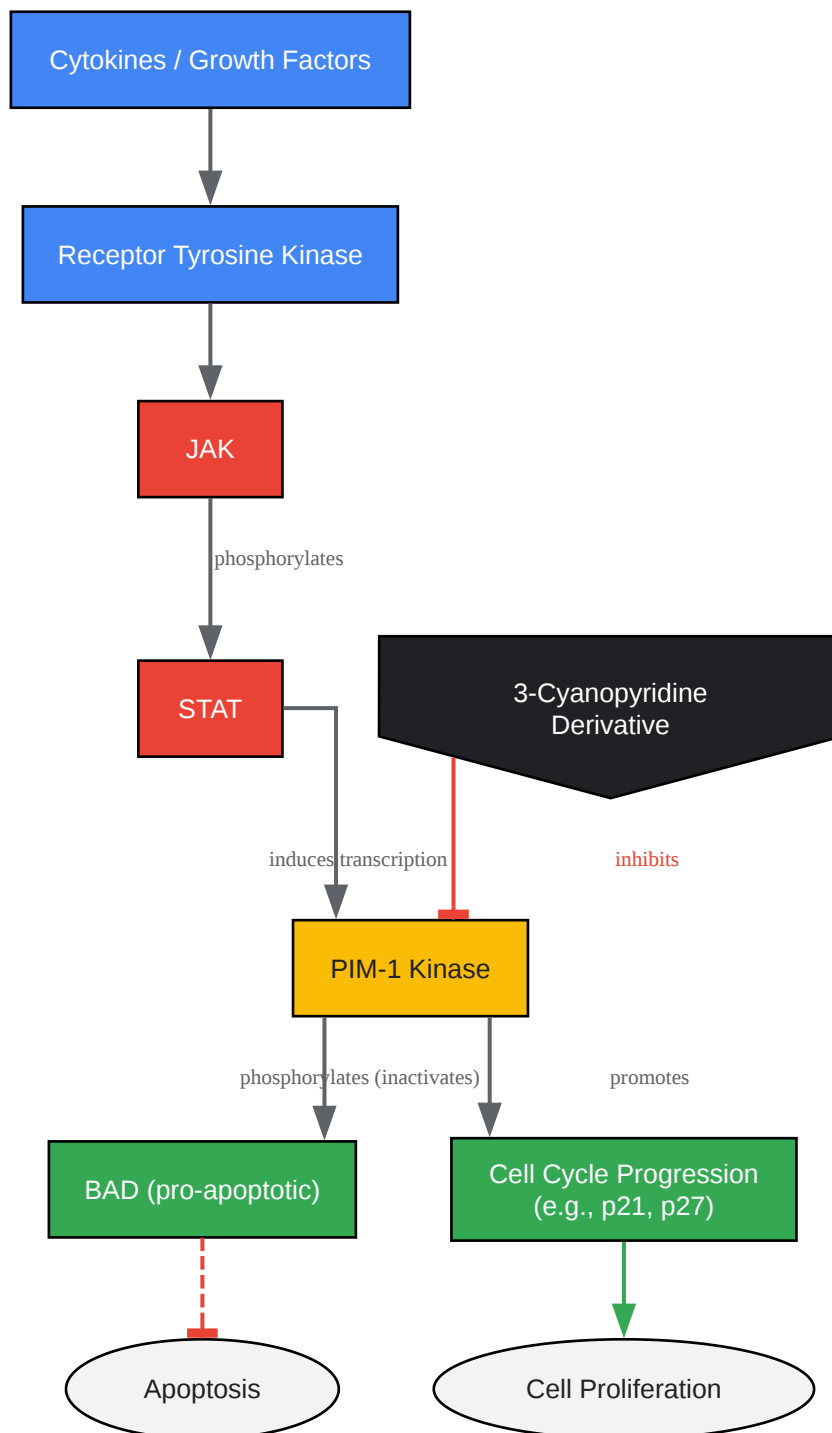 Cytokines / Growth Factors
Receptor Tyrosine Kinase
JAK
phosphorylates
STAT
3-Cyanopyridine
Derivative
induces transcription
inhibits
PIM-1 Kinase
phosphorylates (inactivates)
promotes
BAD (pro-apoptotic)
Cell Cycle Progression
(e.g., p21, p27)
Apoptosis
Cell Proliferation